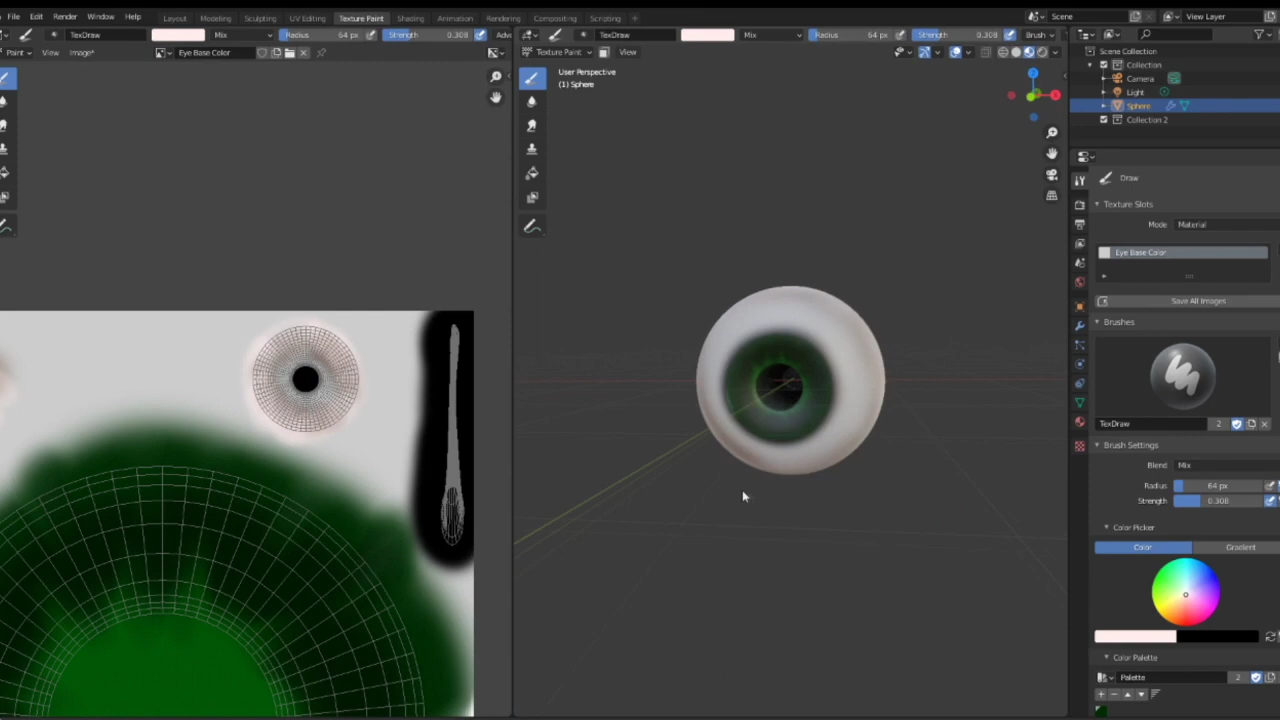 File Edit Render Window Help Layout Modeling Sculpting UV Editing Texture Paint Shading Animation Rendering Compositing Scripting + Scene View Layer
TexDraw Mix Radius 64 px Strength 0.308 TexDraw Mix Radius 64 px Strength 0.308 Brush
Paint View Image* Eye Base Color Texture Paint View
User Perspective
(1) Sphere
Scene Collection
Collection
Camera
Light
Sphere
Collection 2
Draw
Texture Slots
Mode Material
Eye Base Color
Save All Images
Brushes
TexDraw 2
Brush Settings
Blend Mix
Radius 64 px
Strength 0.308
Color Picker
Color Gradient
Color Palette
Palette 2